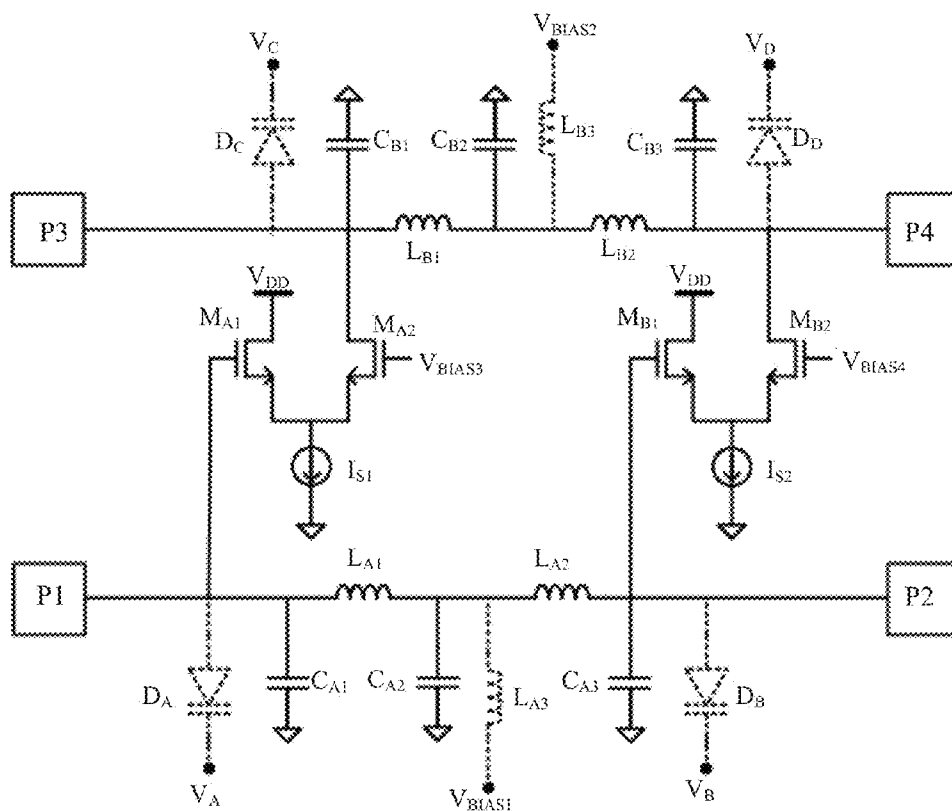 V_BIAS2
V_C
V_D
D_C
C_B1
C_B2
L_B3
C_B3
D_D
P3
L_B1
L_B2
P4
V_DD
V_DD
M_A1
M_A2
M_B1
M_B2
V_BIAS3
V_BIAS4
I_S1
I_S2
L_A1
L_A2
P1
P2
D_A
C_A1
C_A2
L_A3
C_A3
D_B
V_A
V_BIAS1
V_B